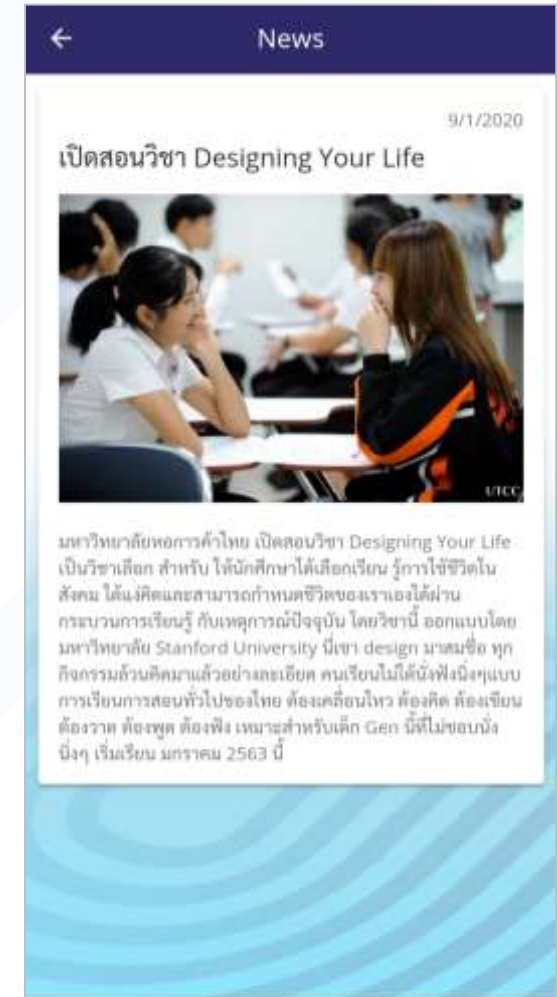 News
9/1/2020
เปิดสอนวิชา Designing Your Life
UTCC
มหาวิทยาลัยหอการค้าไทย เปิดสอนวิชา Designing Your Life
เป็นวิชาเลือก สำหรับ ให้นักศึกษาได้เลือกเรียน รู้การใช้ชีวิตใน
สังคม ได้แง่คิดและสามารถกำหนดชีวิตของเราเองได้ผ่าน
กระบวนการเรียนรู้ กับเหตุการณ์ปัจจุบัน โดยวิชานี้ ออกแบบโดย
มหาวิทยาลัย Stanford University นี่เขา design มาสมชื่อ ทุก
กิจกรรมล้วนคิดมาแล้วอย่างละเอียด คนเรียนไม่ได้นั่งฟังนิ่งๆแบบ
การเรียนการสอนทั่วไปของไทย ต้องเคลื่อนไหว ต้องคิด ต้องเขียน
ต้องวาด ต้องพูด ต้องฟัง เหมาะสำหรับเด็ก Gen นี้ที่ไม่ชอบนั่ง
นิ่งๆ เริ่มเรียน มกราคม 2563 นี้